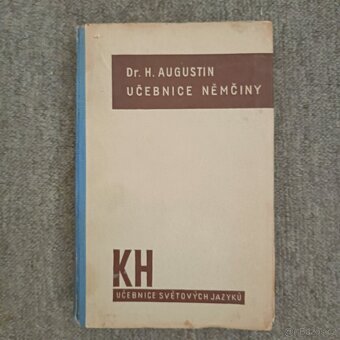 Dr. H. AUGUSTIN
UČEBNICE NĚMČINY
KH
UČEBNICE SVĚTOVÝCH JAZYKŮ